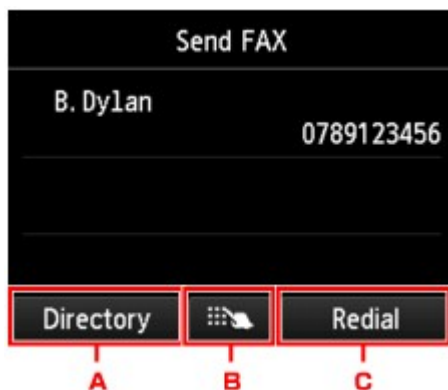 Send FAX
B. Dylan
0789123456
Directory
Redial
A
B
C